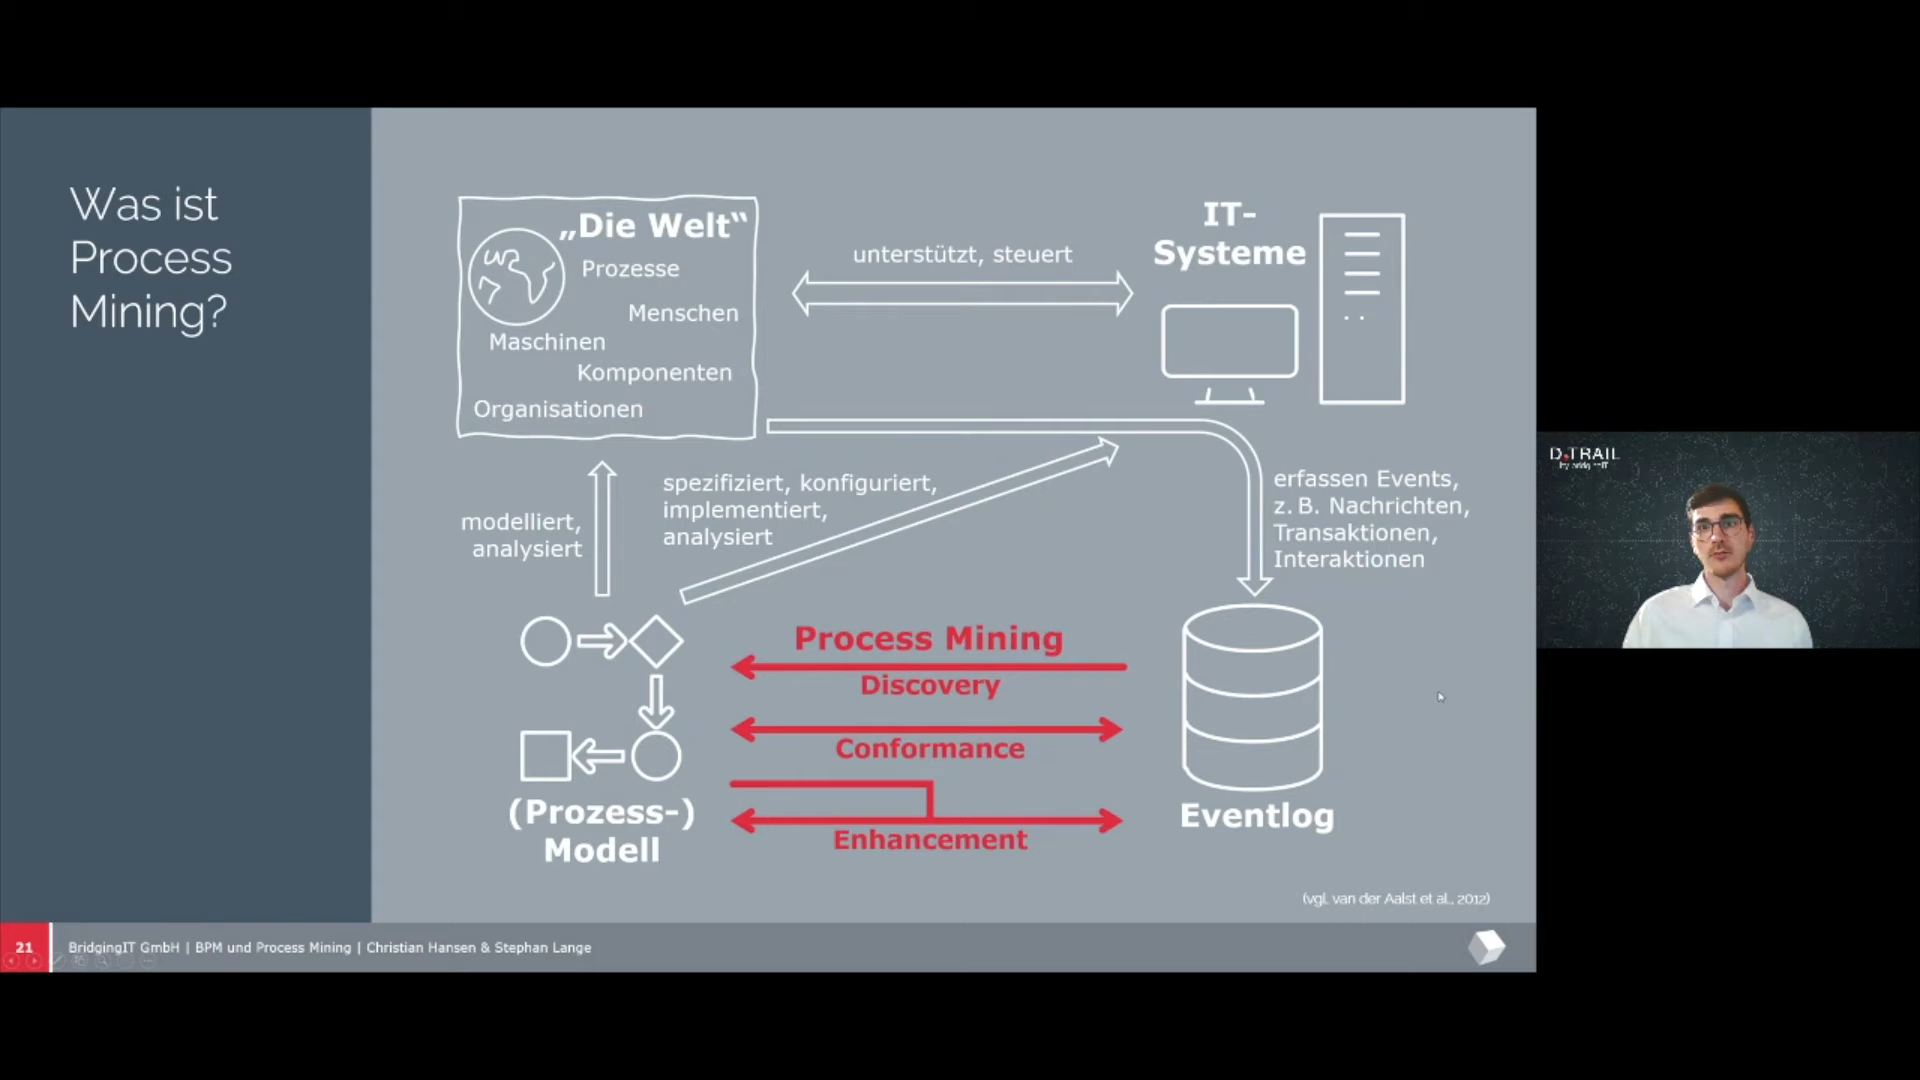 Was ist
Process
Mining?
„Die Welt“
Prozesse
Menschen
Maschinen
Komponenten
Organisationen
unterstützt, steuert
IT-
Systeme
modelliert,
analysiert
spezifiziert, konfiguriert,
implementiert,
analysiert
erfassen Events,
z. B. Nachrichten,
Transaktionen,
Interaktionen
Process Mining
Discovery
Conformance
Enhancement
(Prozess-)
Modell
Eventlog
(vgl. van der Aalst et al., 2012)
21
BridgingIT GmbH | BPM und Process Mining | Christian Hansen & Stephan Lange
D.TRAIL
by bridgingIT